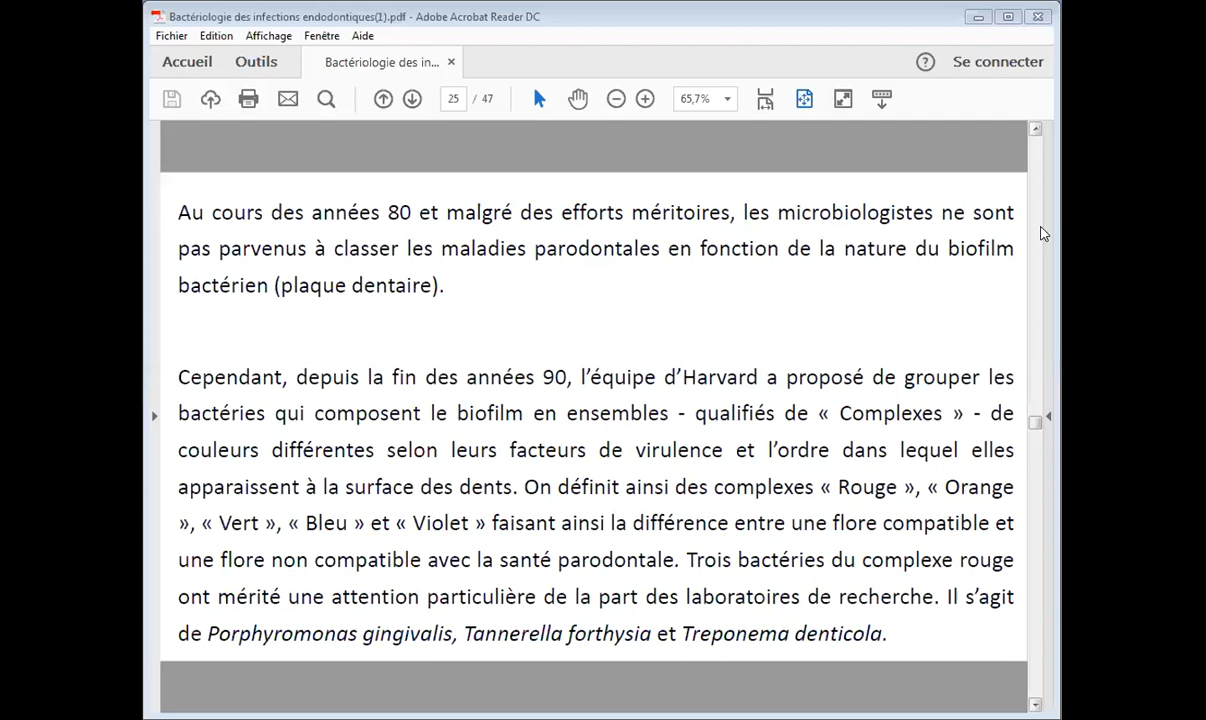 Bactériologie des infections endodontiques(1).pdf - Adobe Acrobat Reader DC
Fichier Edition Affichage Fenêtre Aide
Accueil Outils Bactériologie des in... × ? Se connecter
25 / 47 65,7%
Au cours des années 80 et malgré des efforts méritoires, les microbiologistes ne sont
pas parvenus à classer les maladies parodontales en fonction de la nature du biofilm
bactérien (plaque dentaire).
Cependant, depuis la fin des années 90, l’équipe d’Harvard a proposé de grouper les
bactéries qui composent le biofilm en ensembles - qualifiés de « Complexes » - de
couleurs différentes selon leurs facteurs de virulence et l’ordre dans lequel elles
apparaissent à la surface des dents. On définit ainsi des complexes « Rouge », « Orange
», « Vert », « Bleu » et « Violet » faisant ainsi la différence entre une flore compatible et
une flore non compatible avec la santé parodontale. Trois bactéries du complexe rouge
ont mérité une attention particulière de la part des laboratoires de recherche. Il s’agit
de Porphyromonas gingivalis, Tannerella forthysia et Treponema denticola.